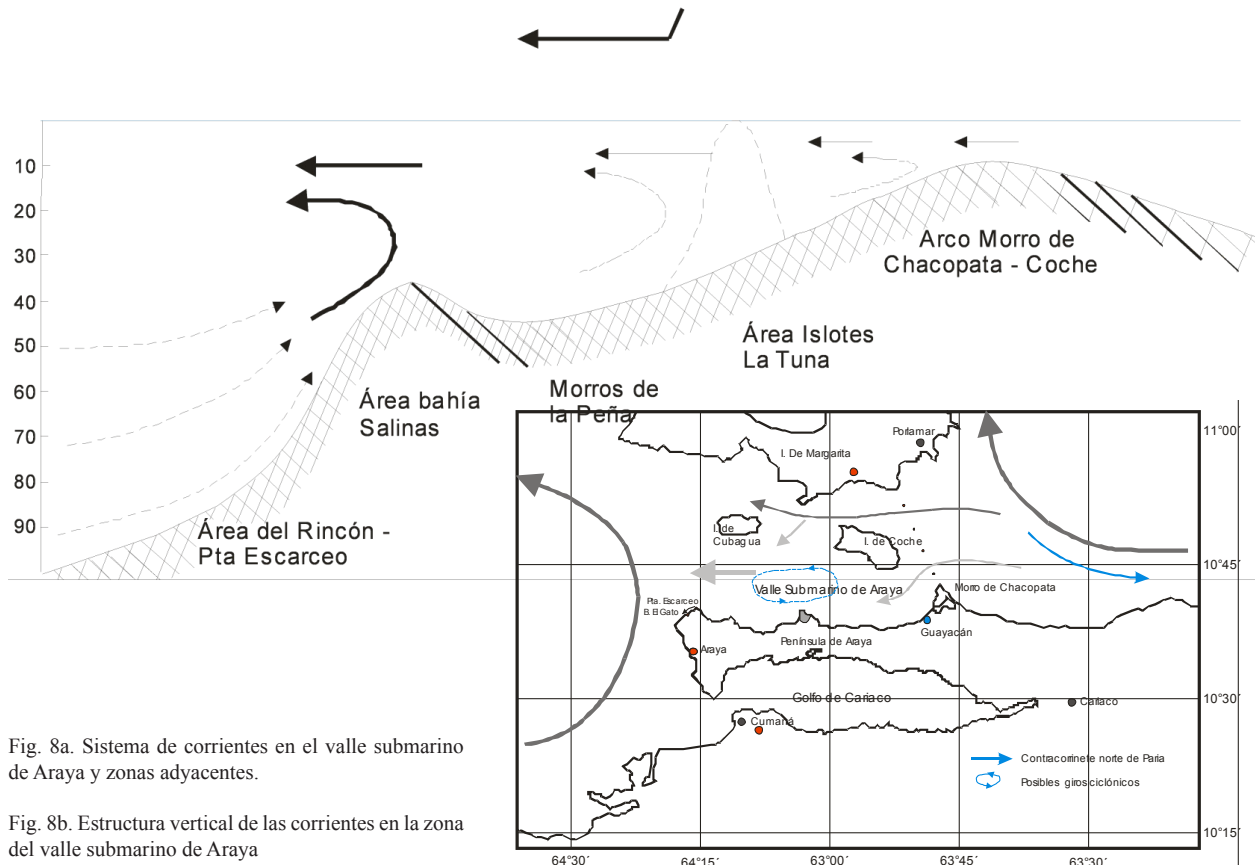 10
20
30
40
50
60
70
80
90
Arco Morro de
Chacopata - Coche
Área Islotes
La Tuna
Morros de
la Peña
Área bahía
Salinas
Área del Rincón -
Pta Escarceo
Porlamar
I. De Margarita
I. de
Cubagua
I. de Coche
Valle Submarino de Araya
Morro de Chacopata
Pta. Escarceo
B. El Gato
Guayacán
Península de Araya
Araya
Golfo de Cariaco
Cariaco
Cumaná
Contracorrinete norte de Paria
Posibles giros ciclónicos
11°00´
10°45´
10°30´
10°15´
64°30´ 64°15´ 63°00´ 63°45´ 63°30´
Fig. 8a. Sistema de corrientes en el valle submarino
de Araya y zonas adyacentes.
Fig. 8b. Estructura vertical de las corrientes en la zona
del valle submarino de Araya